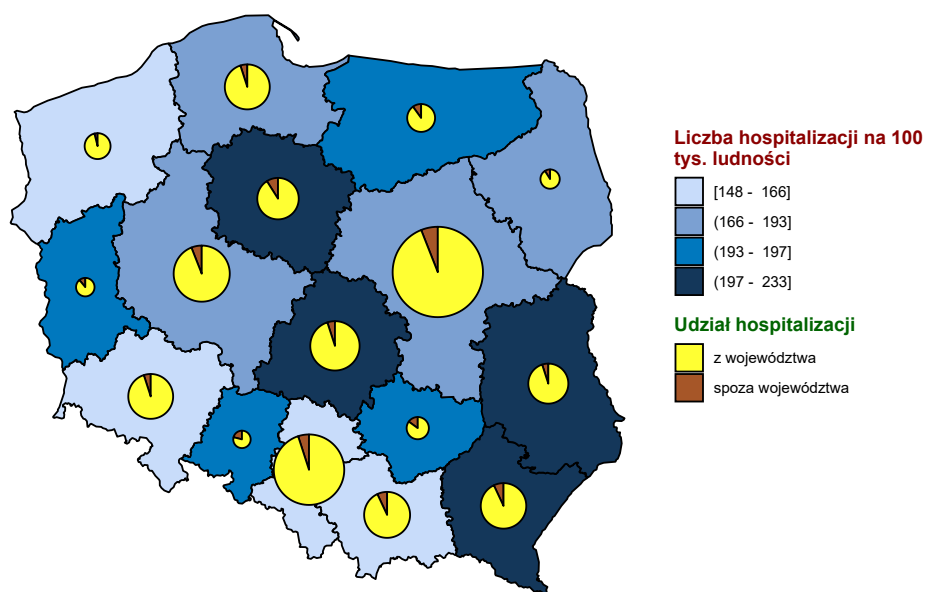 Liczba hospitalizacji na 100
tys. ludności
[148 - 166]
(166 - 193]
(193 - 197]
(197 - 233]
Udział hospitalizacji
z województwa
spoza województwa